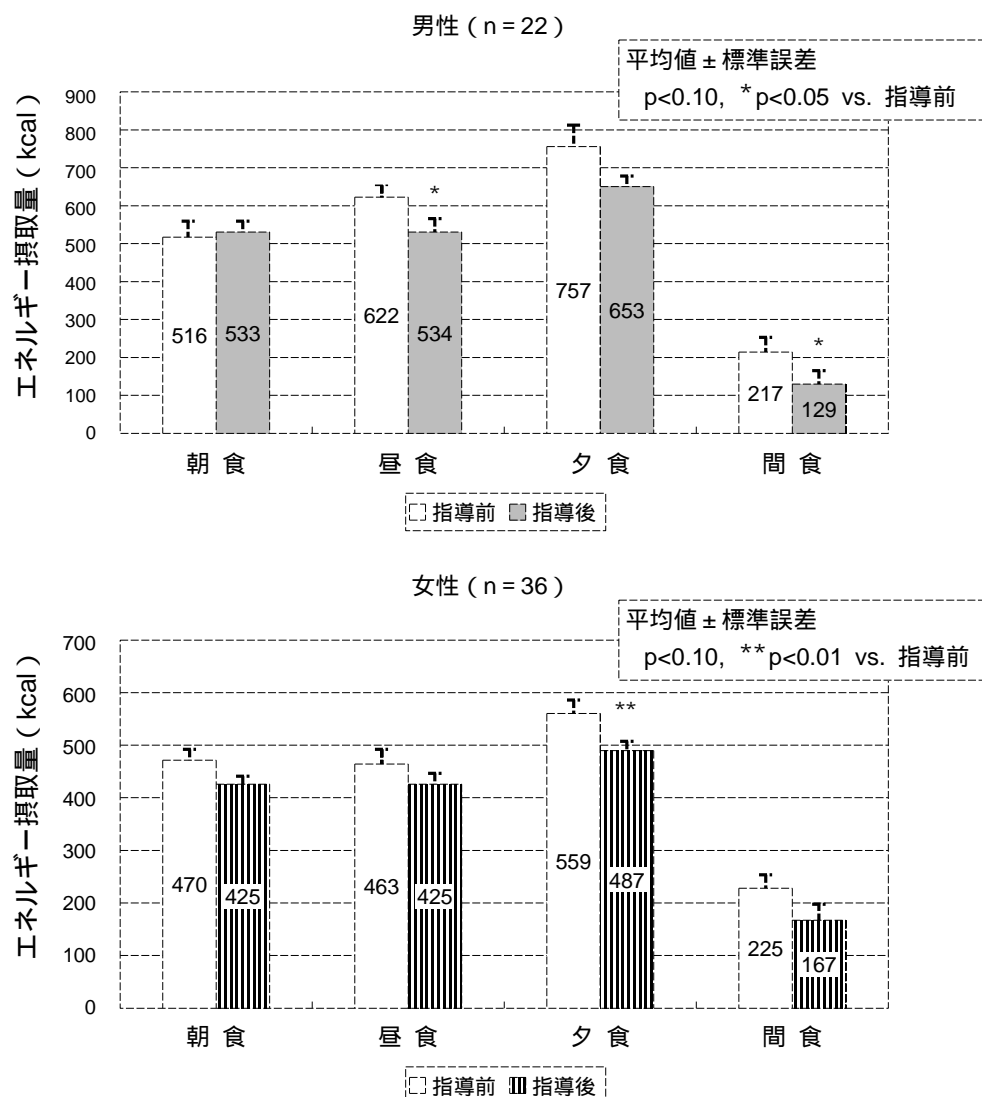 男性（n = 22）
平均値 ± 標準誤差
p<0.10, *p<0.05 vs. 指導前
エネルギー摂取量（kcal）
900
800
700
600
500
400
300
200
100
0
* *
516 533 622 534 757 653 217 129
朝 食 昼 食 夕 食 間 食
指導前 指導後
女性（n = 36）
平均値 ± 標準誤差
p<0.10, **p<0.01 vs. 指導前
エネルギー摂取量（kcal）
700
600
500
400
300
200
100
0
**
470 425 463 425 559 487 225 167
朝 食 昼 食 夕 食 間 食
指導前 指導後